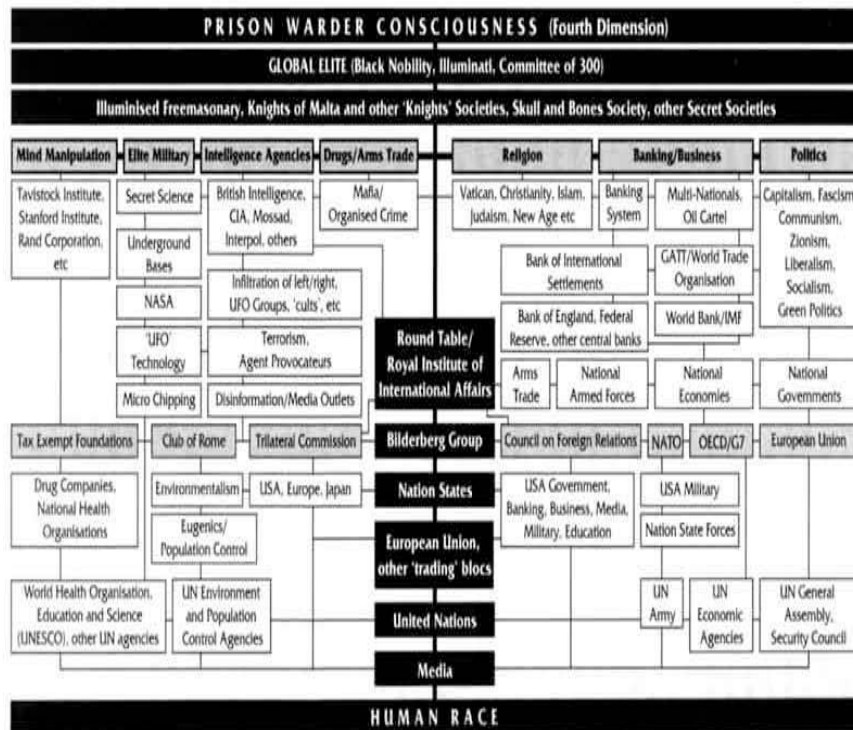 PRISON WARDER CONSCIOUSNESS (Fourth Dimension)
GLOBAL ELITE (Black Nobility, Illuminati, Committee of 300)
Illuminised Freemasonary, Knights of Malta and other 'Knights' Societies, Skull and Bones Society, other Secret Societies
Mind Manipulation
Elite Military
Intelligence Agencies
Drugs/Arms Trade
Religion
Banking/Business
Politics
Tavistock Institute,
Stanford Institute,
Rand Corporation,
etc
Secret Science
Underground
Bases
NASA
'UFO'
Technology
Micro Chipping
British Intelligence,
CIA, Mossad,
Interpol, others
Infiltration of left/right,
UFO Groups, 'cults', etc
Terrorism,
Agent Provocateurs
Disinformation/Media Outlets
Mafia/
Organised Crime
Vatican, Christianity, Islam,
Judaism, New Age etc
Banking
System
Multi-Nationals,
Oil Cartel
Bank of International
Settlements
GATT/World Trade
Organisation
Bank of England, Federal
Reserve, other central banks
World Bank/IMF
Capitalism, Fascism
Communism,
Zionism,
Liberalism,
Socialism,
Green Politics
Round Table/
Royal Institute of
International Affairs
Arms
Trade
National
Armed Forces
National
Economies
National
Governments
Tax Exempt Foundations
Club of Rome
Trilateral Commission
Bilderberg Group
Council on Foreign Relations
NATO
OECD/G7
European Union
Drug Companies,
National Health
Organisations
Environmentalism
Eugenics/
Population Control
USA, Europe, Japan
Nation States
USA Government,
Banking, Business, Media,
Military, Education
USA Military
Nation State Forces
European Union,
other 'trading' blocs
World Health Organisation,
Education and Science
(UNESCO), other UN agencies
UN Environment
and Population
Control Agencies
United Nations
UN
Army
UN
Economic
Agencies
UN General
Assembly,
Security Council
Media
HUMAN RACE